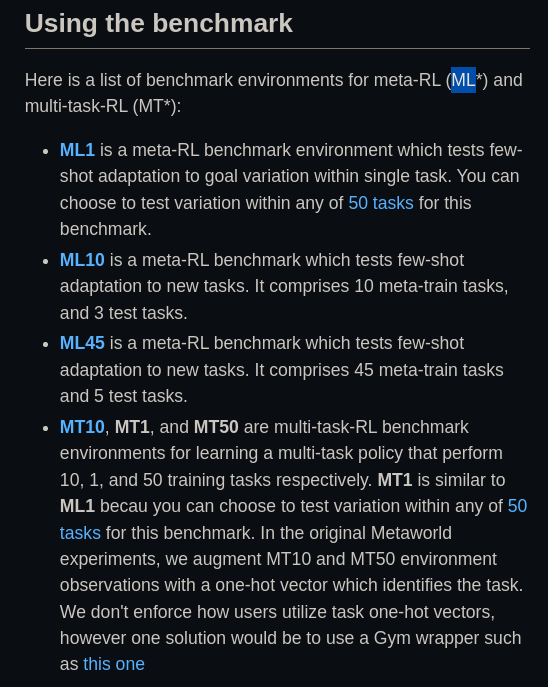 Using the benchmark
Here is a list of benchmark environments for meta-RL (ML*) and
multi-task-RL (MT*):
• ML1 is a meta-RL benchmark environment which tests few-
shot adaptation to goal variation within single task. You can
choose to test variation within any of 50 tasks for this
benchmark.
• ML10 is a meta-RL benchmark which tests few-shot
adaptation to new tasks. It comprises 10 meta-train tasks,
and 3 test tasks.
• ML45 is a meta-RL benchmark which tests few-shot
adaptation to new tasks. It comprises 45 meta-train tasks
and 5 test tasks.
• MT10, MT1, and MT50 are multi-task-RL benchmark
environments for learning a multi-task policy that perform
10, 1, and 50 training tasks respectively. MT1 is similar to
ML1 becau you can choose to test variation within any of 50
tasks for this benchmark. In the original Metaworld
experiments, we augment MT10 and MT50 environment
observations with a one-hot vector which identifies the task.
We don't enforce how users utilize task one-hot vectors,
however one solution would be to use a Gym wrapper such
as this one